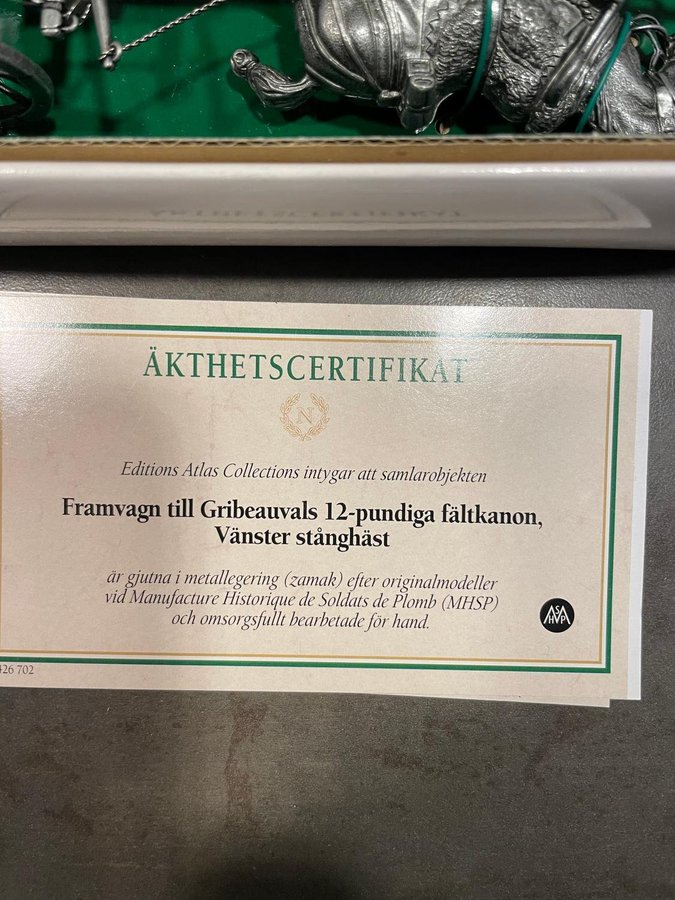 ÄKTHETSCERTIFIKAT
N
Editions Atlas Collections intygar att samlarobjekten
Framvagn till Gribeauvals 12-pundiga fältkanon,
Vänster stånghäst
är gjutna i metallegering (zamak) efter originalmodeller
vid Manufacture Historique de Soldats de Plomb (MHSP)
och omsorgsfullt bearbetade för hand.
426 702